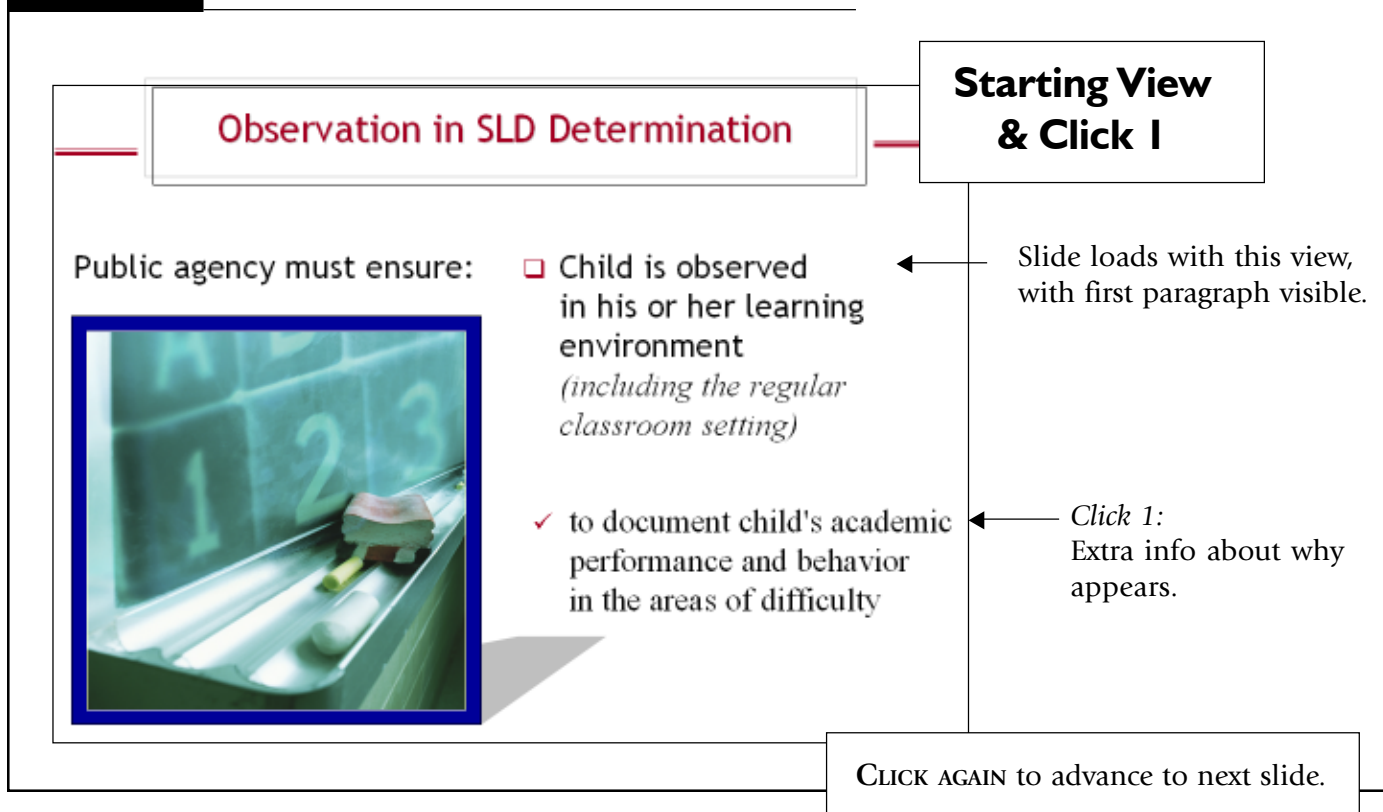 Starting View
& Click 1
Observation in SLD Determination
Public agency must ensure:
❑ Child is observed
in his or her learning
environment
(including the regular
classroom setting)
Slide loads with this view,
with first paragraph visible.
A
1 2 3
✓ to document child's academic
performance and behavior
in the areas of difficulty
Click 1:
Extra info about why
appears.
CLICK AGAIN to advance to next slide.